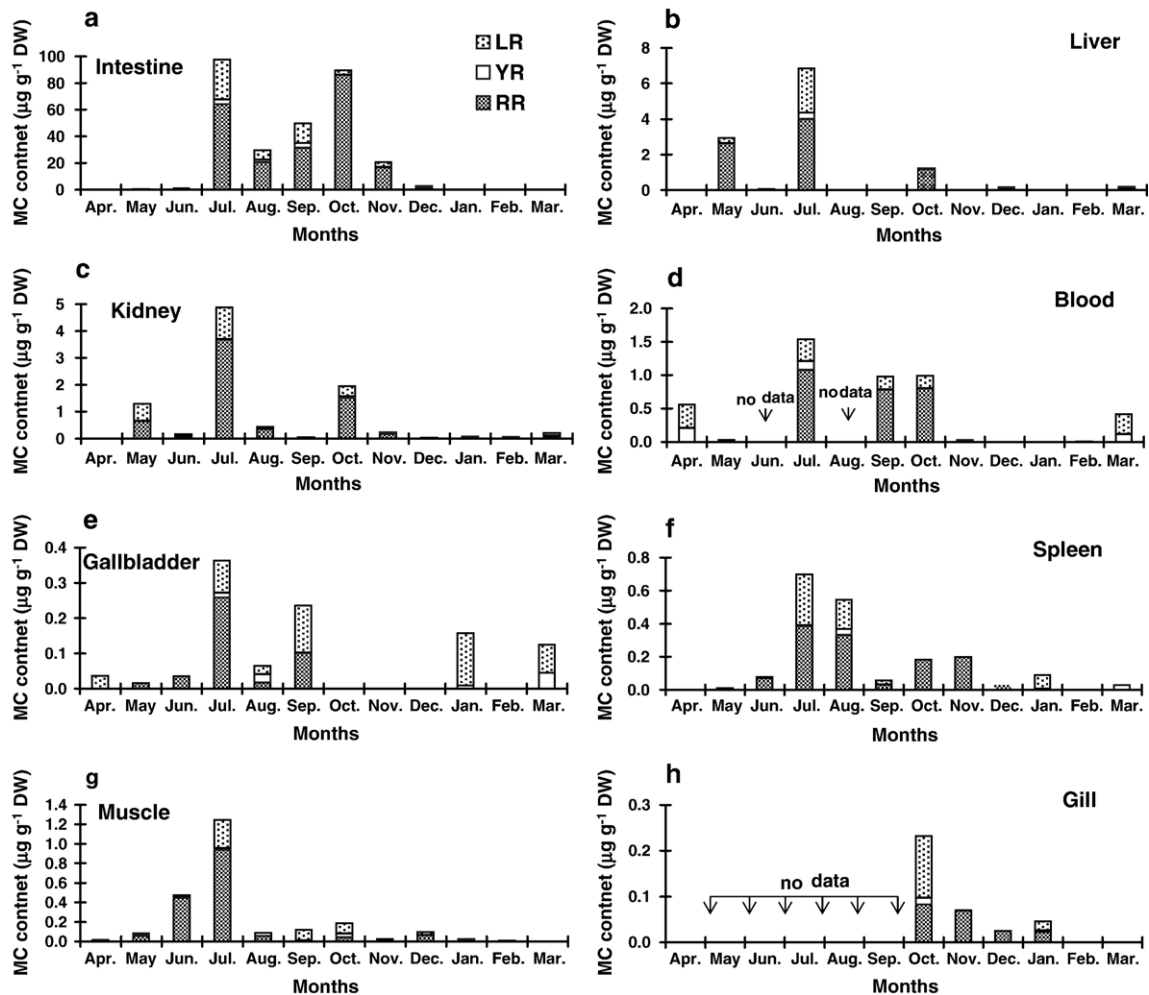 a
Intestine
LR
YR
RR
MC contnet (µg g-1 DW)
100
80
60
40
20
0
Apr. May Jun. Jul. Aug. Sep. Oct. Nov. Dec. Jan. Feb. Mar.
Months
b
Liver
MC contnet (µg g-1 DW)
8
6
4
2
0
Apr. May Jun. Jul. Aug. Sep. Oct. Nov. Dec. Jan. Feb. Mar.
Months
c
Kidney
MC contnet (µg g-1 DW)
5
4
3
2
1
0
Apr. May Jun. Jul. Aug. Sep. Oct. Nov. Dec. Jan. Feb. Mar.
Months
d
Blood
MC contnet (µg g-1 DW)
2.0
1.5
1.0
0.5
0.0
no data
no data
Apr. May Jun. Jul. Aug. Sep. Oct. Nov. Dec. Jan. Feb. Mar.
Months
e
Gallbladder
MC contnet (µg g-1 DW)
0.4
0.3
0.2
0.1
0.0
Apr. May Jun. Jul. Aug. Sep. Oct. Nov. Dec. Jan. Feb. Mar.
Months
f
Spleen
MC contnet (µg g-1 DW)
0.8
0.6
0.4
0.2
0.0
Apr. May Jun. Jul. Aug. Sep. Oct. Nov. Dec. Jan. Feb. Mar.
Months
g
Muscle
MC contnet (µg g-1 DW)
1.4
1.2
1.0
0.8
0.6
0.4
0.2
0.0
Apr. May Jun. Jul. Aug. Sep. Oct. Nov. Dec. Jan. Feb. Mar.
Months
h
Gill
MC contnet (µg g-1 DW)
0.3
0.2
0.1
0.0
no data
Apr. May Jun. Jul. Aug. Sep. Oct. Nov. Dec. Jan. Feb. Mar.
Months